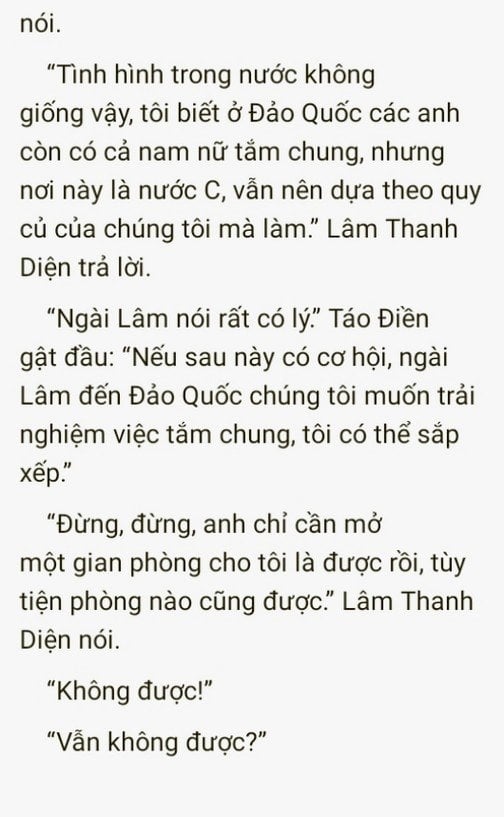 nói.
“Tình hình trong nước không
giống vậy, tôi biết ở Đảo Quốc các anh
còn có cả nam nữ tắm chung, nhưng
nơi này là nước C, vẫn nên dựa theo quy
củ của chúng tôi mà làm.” Lâm Thanh
Diện trả lời.
“Ngài Lâm nói rất có lý.” Táo Điền
gật đầu: “Nếu sau này có cơ hội, ngài
Lâm đến Đảo Quốc chúng tôi muốn trải
nghiệm việc tắm chung, tôi có thể sắp
xếp.”
“Đừng, đừng, anh chỉ cần mở
một gian phòng cho tôi là được rồi, tùy
tiện phòng nào cũng được.” Lâm Thanh
Diện nói.
“Không được!”
“Vẫn không được?”